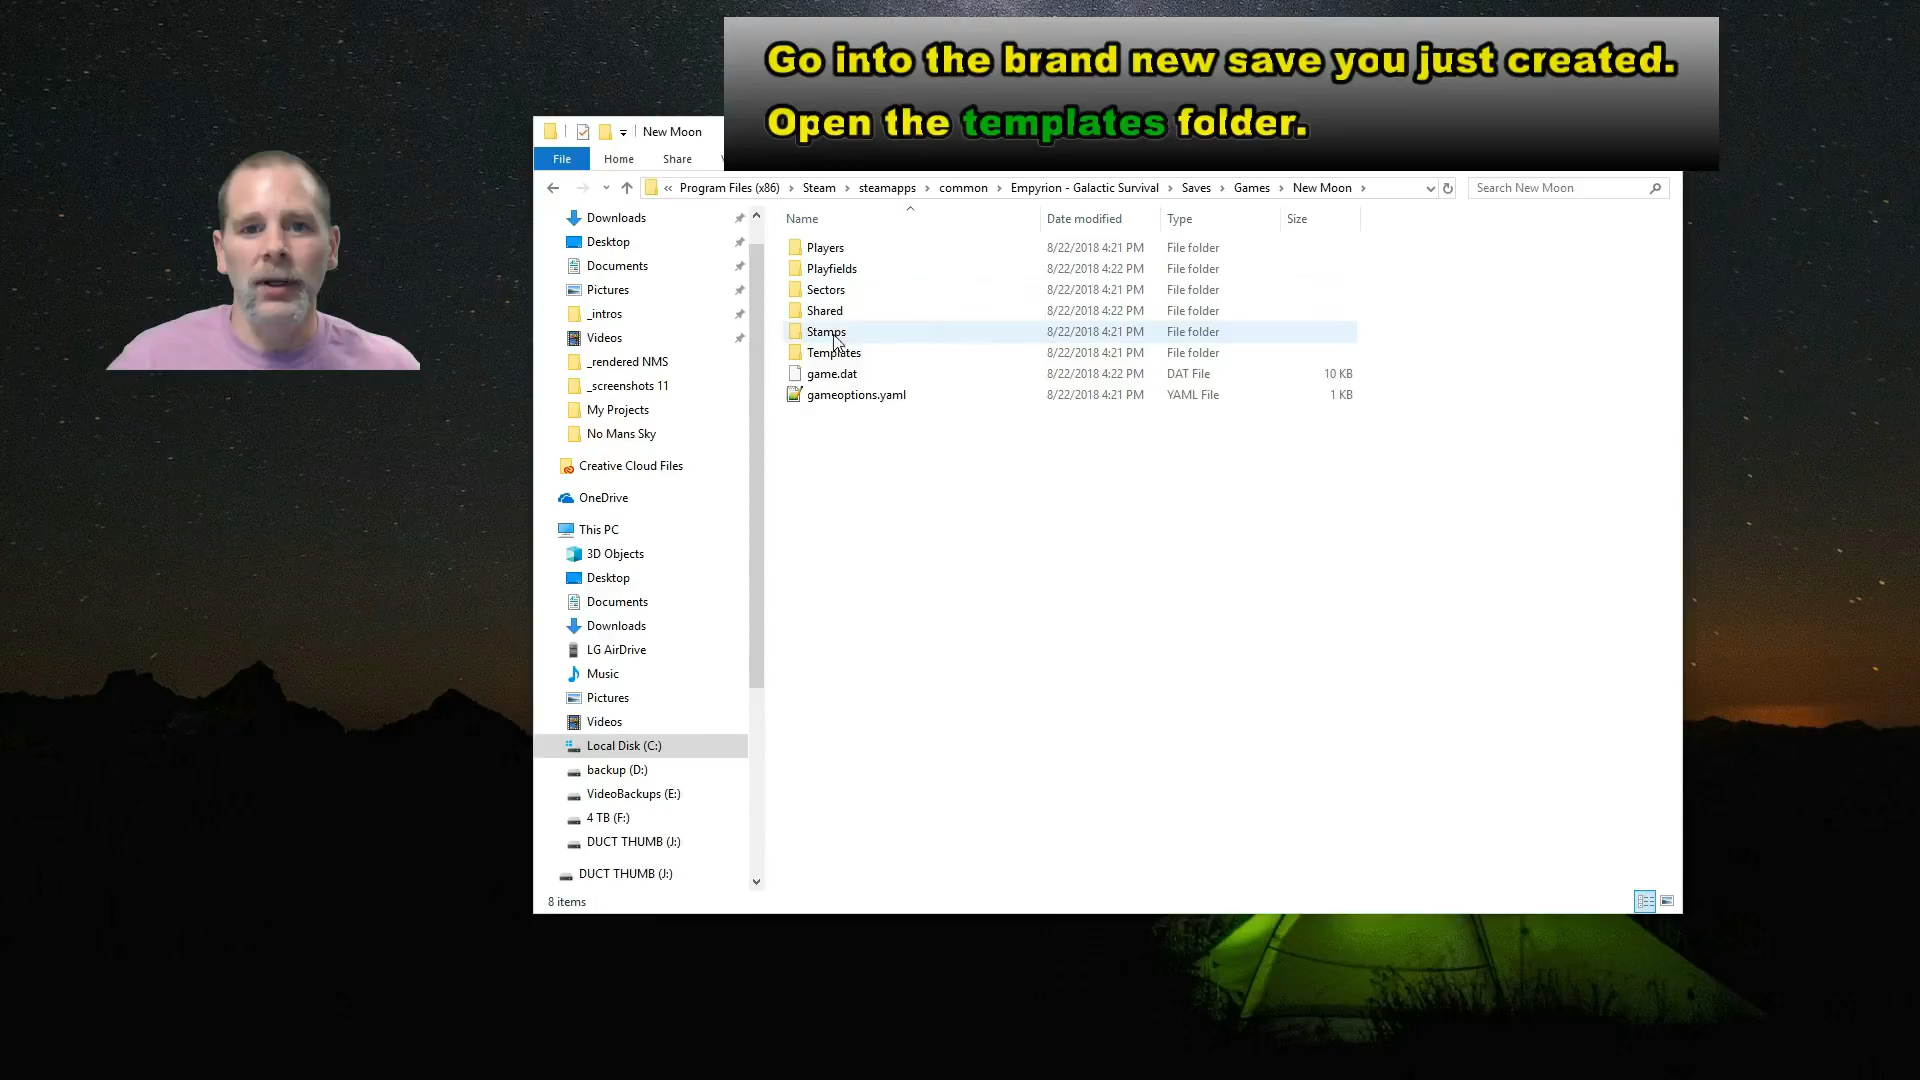 Go into the brand new save you just created.
Open the templates folder.
New Moon
File Home Share
« Program Files (x86) › Steam › steamapps › common › Empyrion - Galactic Survival › Saves › Games › New Moon ›
Search New Moon
Name Date modified Type Size
Players 8/22/2018 4:21 PM File folder
Playfields 8/22/2018 4:22 PM File folder
Sectors 8/22/2018 4:21 PM File folder
Shared 8/22/2018 4:22 PM File folder
Stamps 8/22/2018 4:21 PM File folder
Templates 8/22/2018 4:22 PM File folder
game.dat 8/22/2018 4:22 PM DAT File 10 KB
gameoptions.yaml 8/22/2018 4:21 PM YAML File 1 KB
Downloads
Desktop
Documents
Pictures
_intros
Videos
_rendered NMS
_screenshots 11
My Projects
No Mans Sky
Creative Cloud Files
OneDrive
This PC
3D Objects
Desktop
Documents
Downloads
LG AirDrive
Music
Pictures
Videos
Local Disk (C:)
backup (D:)
VideoBackups (E:)
4 TB (F:)
DUCT THUMB (J:)
DUCT THUMB (J:)
8 items